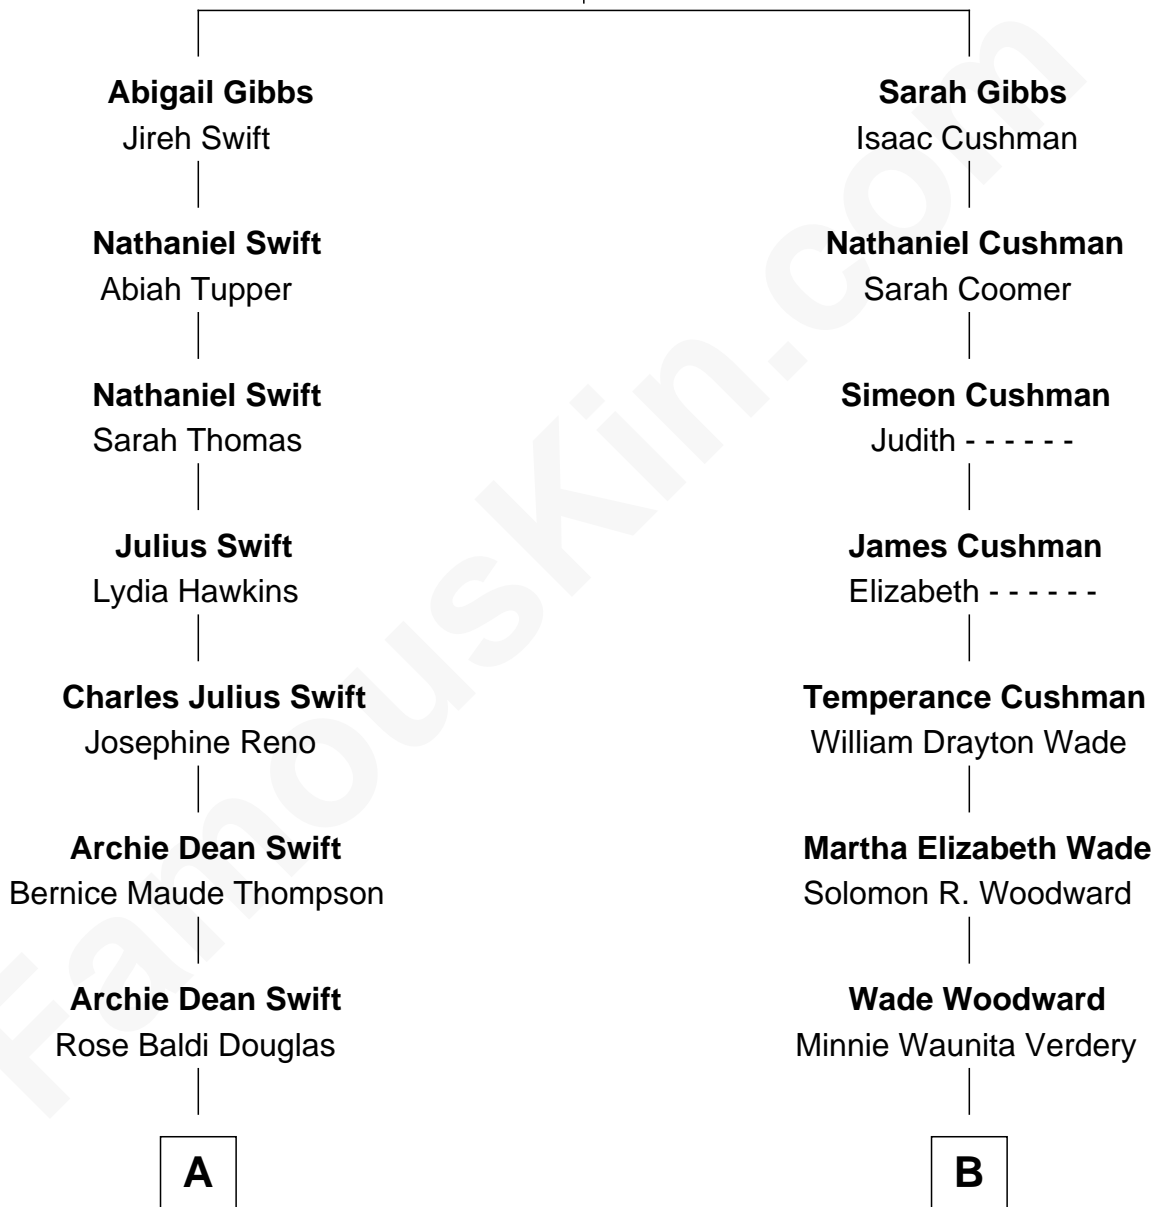 Abigail Gibbs
Jireh Swift
Nathaniel Swift
Abiah Tupper
Nathaniel Swift
Sarah Thomas
Julius Swift
Lydia Hawkins
Charles Julius Swift
Josephine Reno
Archie Dean Swift
Bernice Maude Thompson
Archie Dean Swift
Rose Baldi Douglas
A
Sarah Gibbs
Isaac Cushman
Nathaniel Cushman
Sarah Coomer
Simeon Cushman
Judith - - - - - -
James Cushman
Elizabeth - - - - - -
Temperance Cushman
William Drayton Wade
Martha Elizabeth Wade
Solomon R. Woodward
Wade Woodward
Minnie Waunita Verdery
B
FamousKin.com